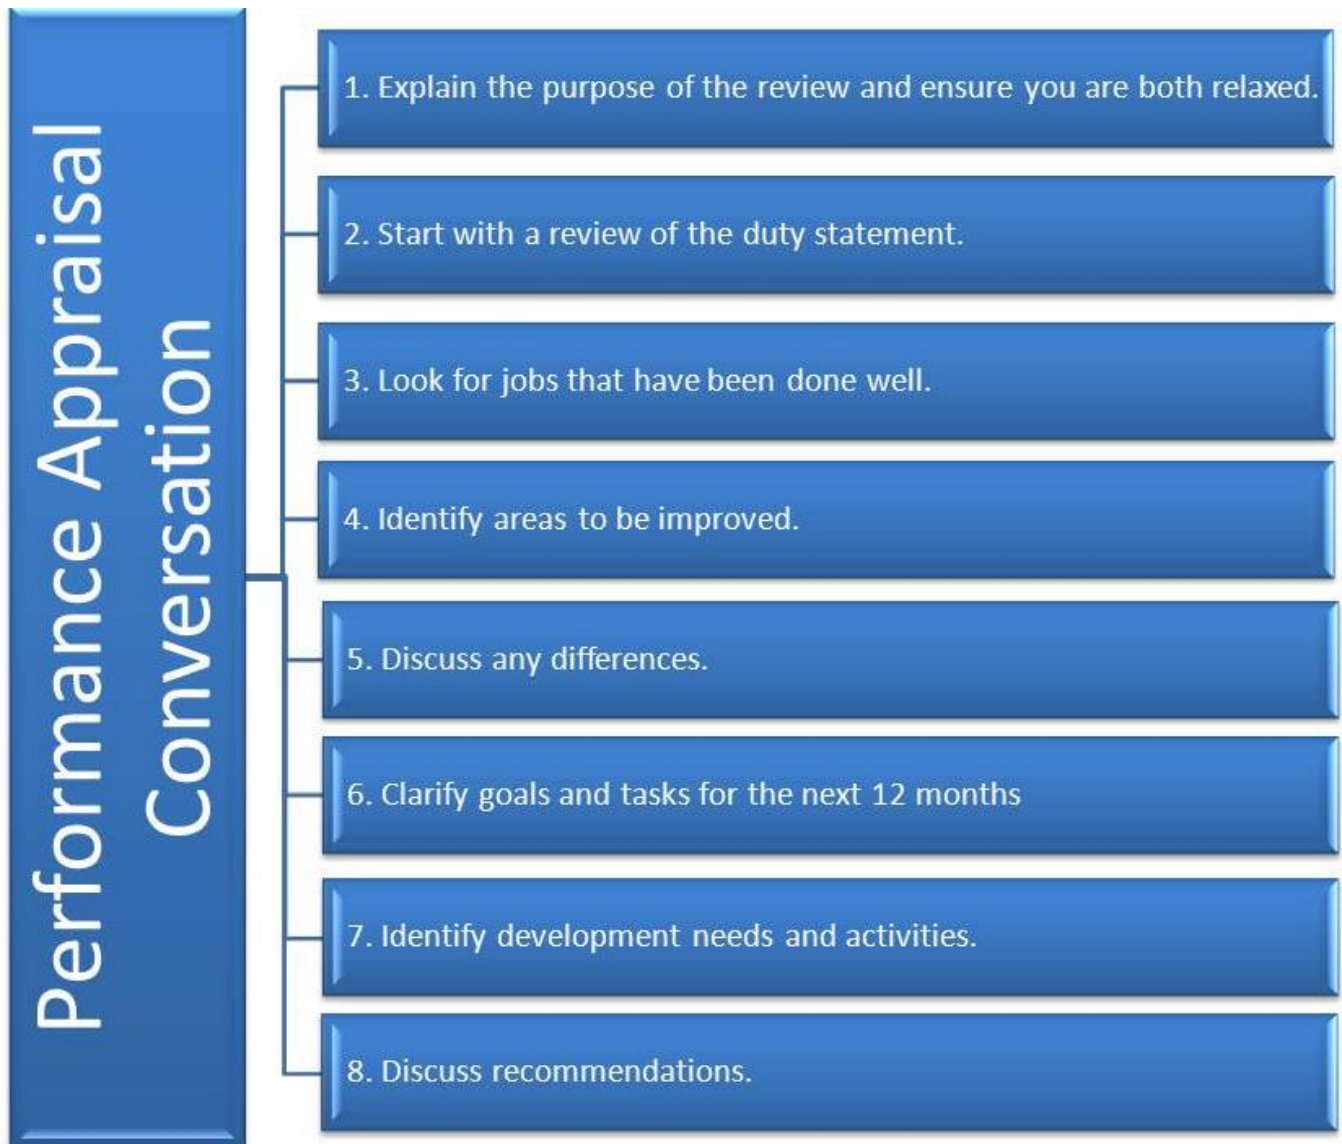 Performance Appraisal
Conversation
1. Explain the purpose of the review and ensure you are both relaxed.
2. Start with a review of the duty statement.
3. Look for jobs that have been done well.
4. Identify areas to be improved.
5. Discuss any differences.
6. Clarify goals and tasks for the next 12 months
7. Identify development needs and activities.
8. Discuss recommendations.